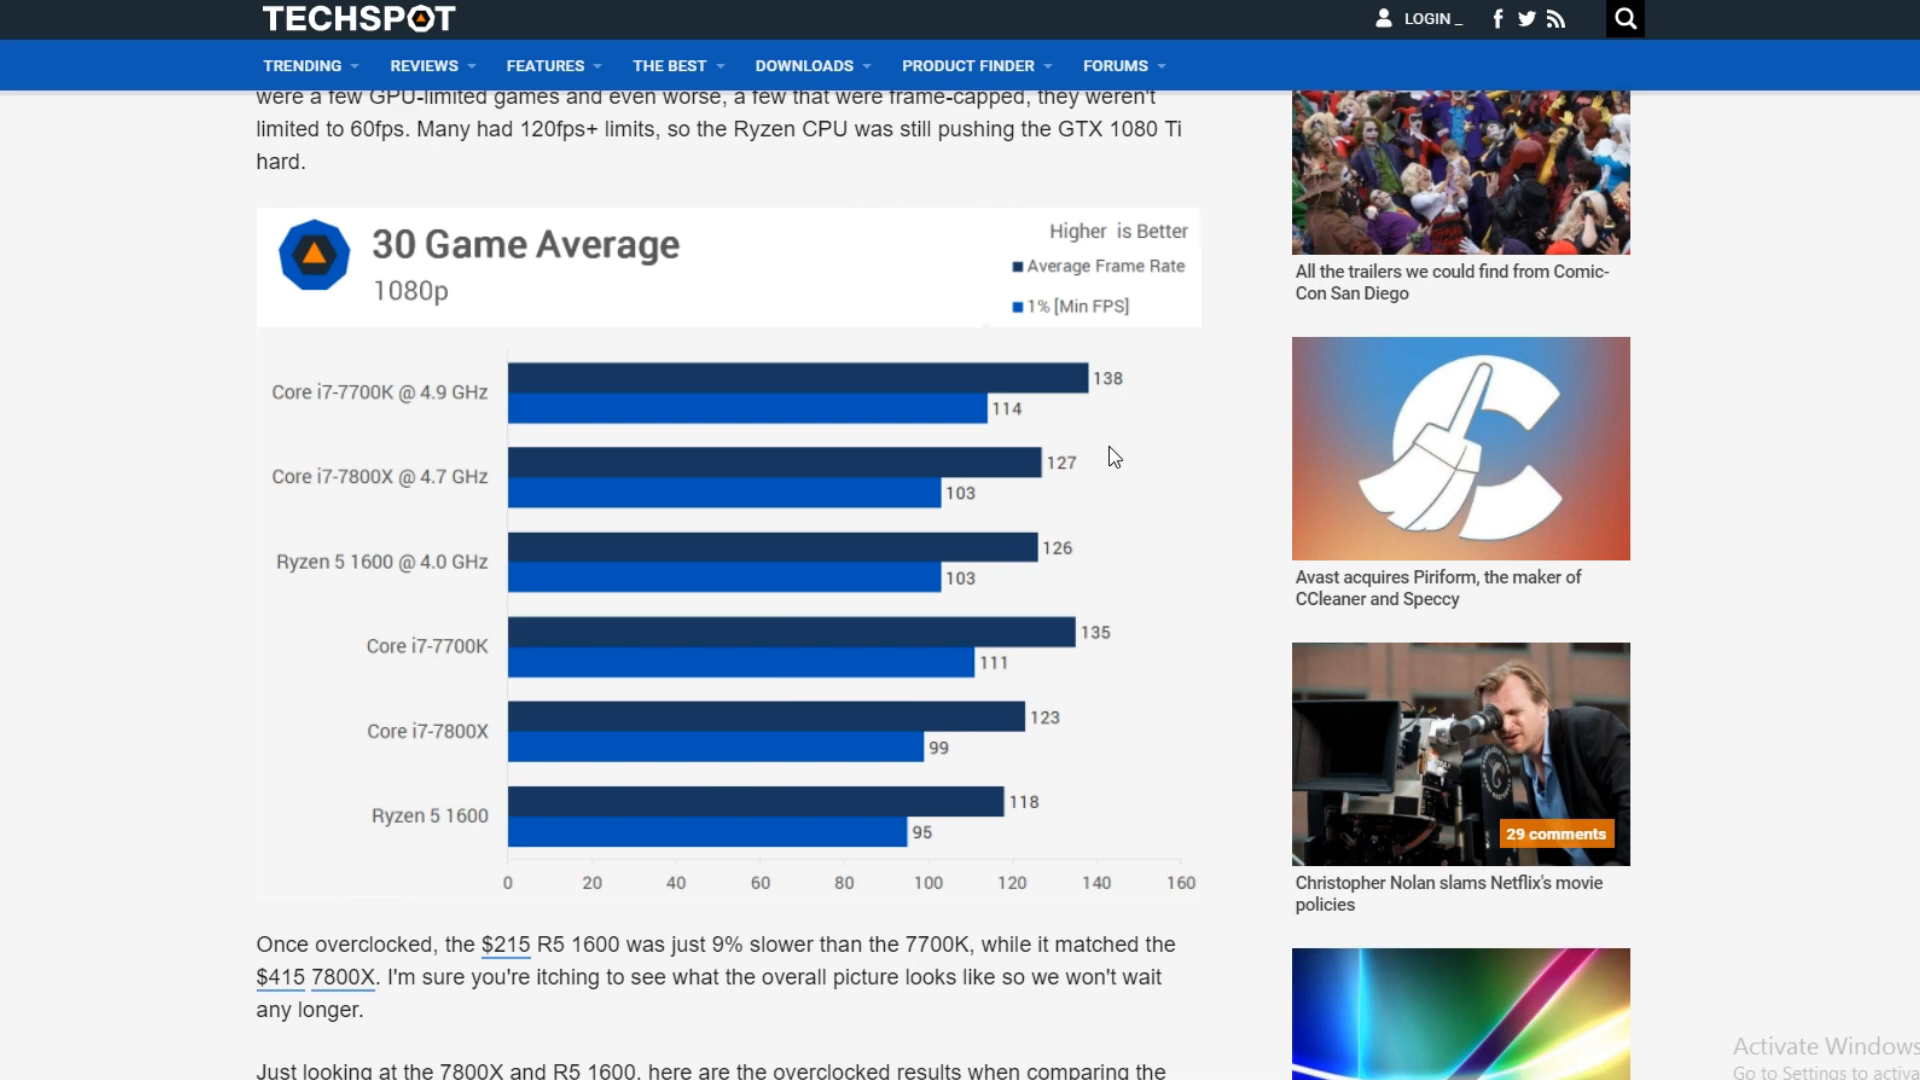 TECHSPOT
LOGIN _
TRENDING
REVIEWS
FEATURES
THE BEST
DOWNLOADS
PRODUCT FINDER
FORUMS
were a few GPU-limited games and even worse, a few that were frame-capped, they weren't
limited to 60fps. Many had 120fps+ limits, so the Ryzen CPU was still pushing the GTX 1080 Ti
hard.
30 Game Average
1080p
Higher is Better
Average Frame Rate
1% [Min FPS]
Core i7-7700K @ 4.9 GHz
138
114
Core i7-7800X @ 4.7 GHz
127
103
Ryzen 5 1600 @ 4.0 GHz
126
103
Core i7-7700K
135
111
Core i7-7800X
123
99
Ryzen 5 1600
118
95
0 20 40 60 80 100 120 140 160
Once overclocked, the $215 R5 1600 was just 9% slower than the 7700K, while it matched the
$415 7800X. I'm sure you're itching to see what the overall picture looks like so we won't wait
any longer.
Just looking at the 7800X and R5 1600, here are the overclocked results when comparing the
All the trailers we could find from Comic-
Con San Diego
Avast acquires Piriform, the maker of
CCleaner and Speccy
29 comments
Christopher Nolan slams Netflix's movie
policies
Activate Windows
Go to Settings to activa